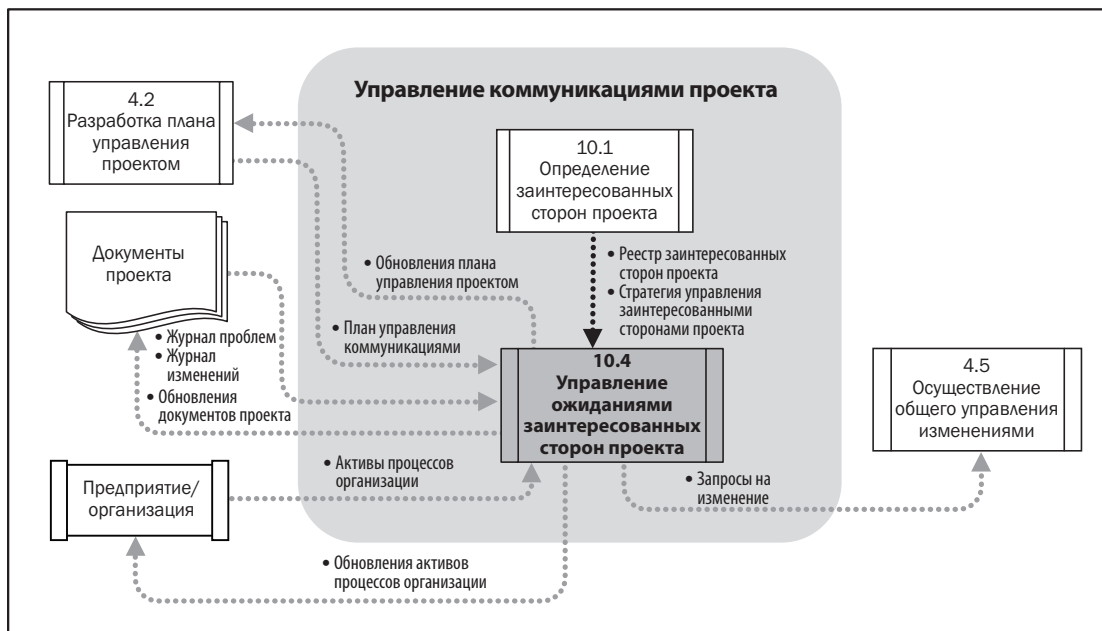 Управление коммуникациями проекта
4.2
Разработка плана
управления
проектом
10.1
Определение
заинтересованных
сторон проекта
Документы
проекта
• Обновления плана
управления проектом
• Реестр заинтересованных
сторон проекта
• Стратегия управления
заинтересованными
сторонами проекта
• План управления
коммуникациями
• Журнал проблем
• Журнал
изменений
• Обновления
документов проекта
10.4
Управление
ожиданиями
заинтересованных
сторон проекта
4.5
Осуществление
общего управления
изменениями
• Активы процессов
организации
• Запросы на
изменение
Предприятие/
организация
• Обновления активов
процессов организации